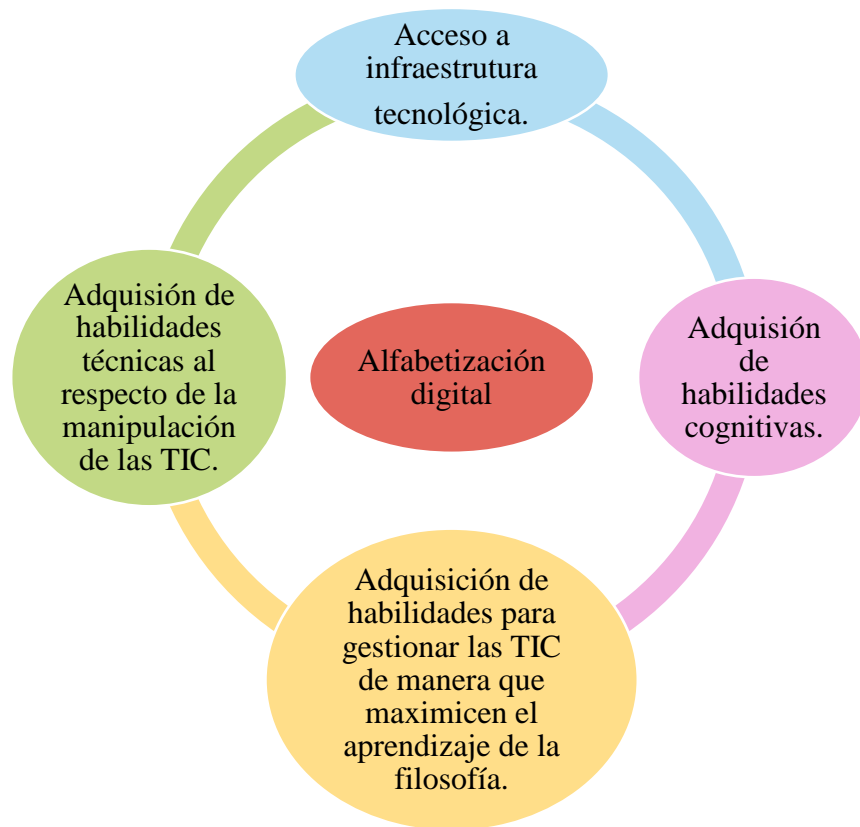 Acceso a
infraestrutura
tecnológica.
Adquisión de
habilidades
técnicas al
respecto de la
manipulación
de las TIC.
Alfabetización
digital
Adquisión
de
habilidades
cognitivas.
Adquisición de
habilidades para
gestionar las TIC
de manera que
maximicen el
aprendizaje de la
filosofía.